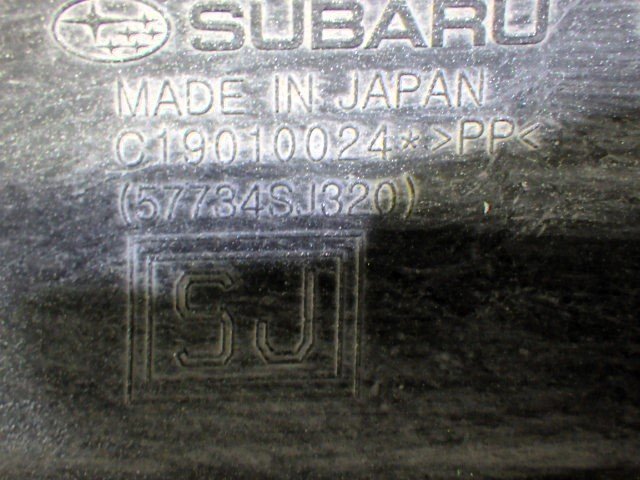 SUBARU
MADE IN JAPAN
C19010024*>PP<
(57734SJ320)
SJ